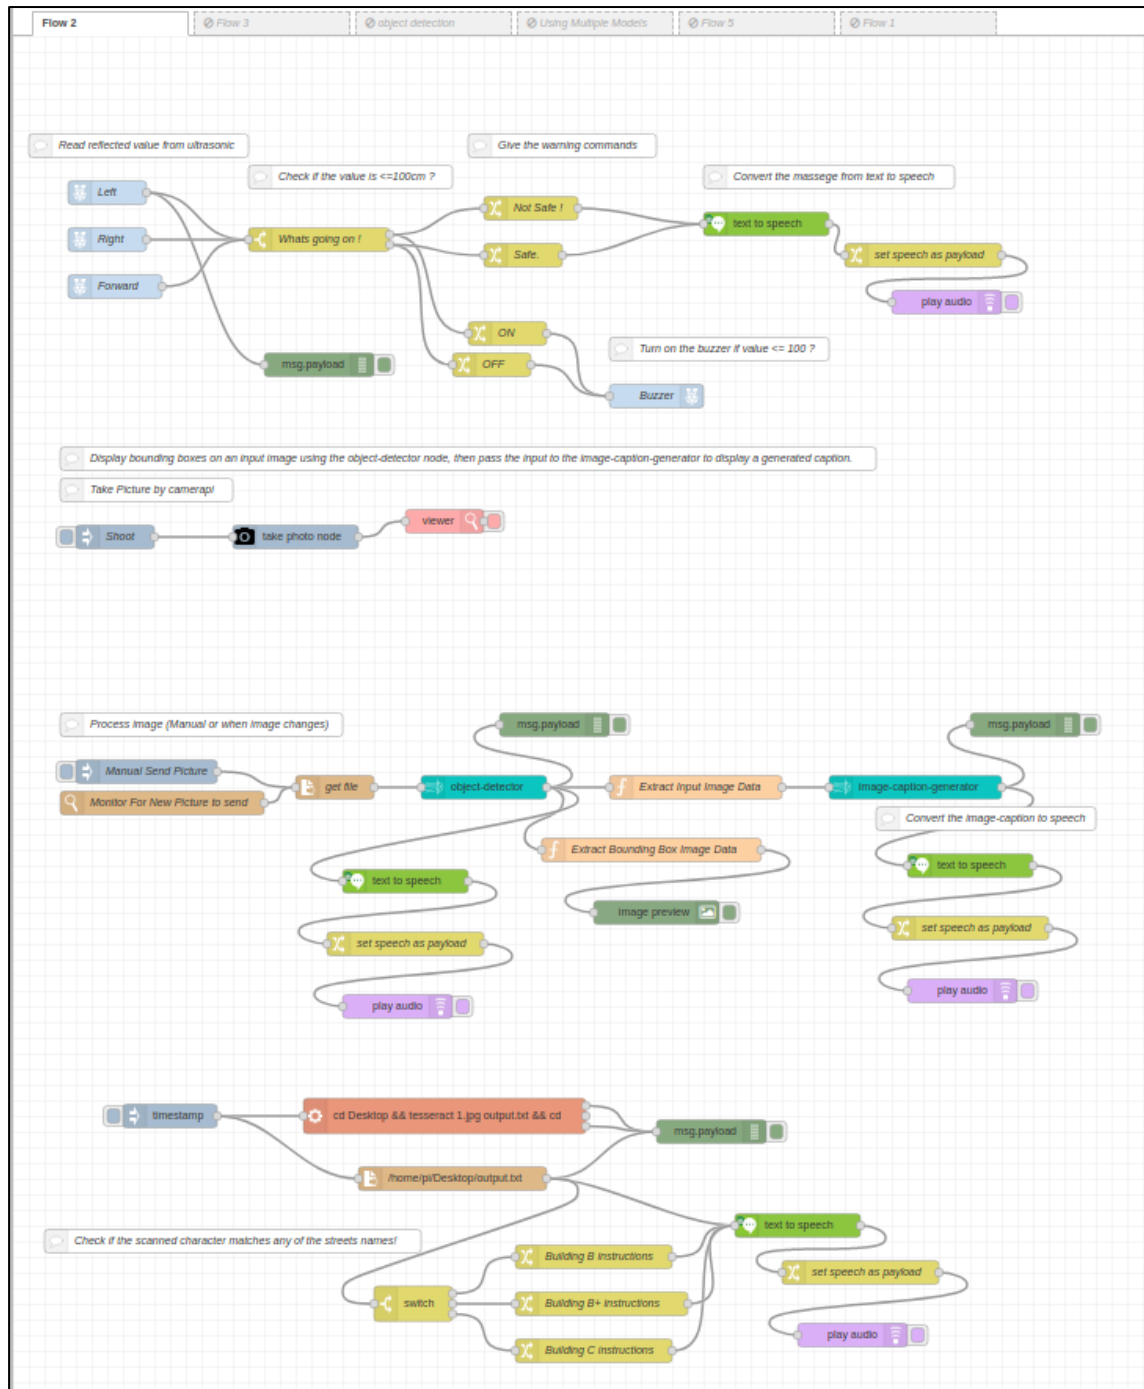 Flow 2
Flow 3
object detection
Using Multiple Models
Flow 5
Flow 1
Read reflected value from ultrasonic
Give the warning commands
Check if the value is <=100cm ?
Convert the massege from text to speech
Left
Not Safe !
text to speech
Right
Whats going on !
Safe.
set speech as payload
Forward
play audio
ON
Turn on the buzzer if value <= 100 ?
msg.payload
OFF
Buzzer
Display bounding boxes on an input image using the object-detector node, then pass the input to the image-caption-generator to display a generated caption.
Take Picture by camerapi
viewer
Shoot
take photo node
Process image (Manual or when image changes)
msg.payload
msg.payload
Manual Send Picture
get file
object-detector
Extract Input Image Data
image-caption-generator
Monitor For New Picture to send
Convert the image-caption to speech
Extract Bounding Box Image Data
text to speech
text to speech
image preview
set speech as payload
set speech as payload
play audio
play audio
timestamp
cd Desktop && tesseract 1.jpg output.txt && cd
msg.payload
/home/pi/Desktop/output.txt
text to speech
Check if the scanned character matches any of the streets names!
Building B instructions
set speech as payload
switch
Building B+ instructions
play audio
Building C instructions